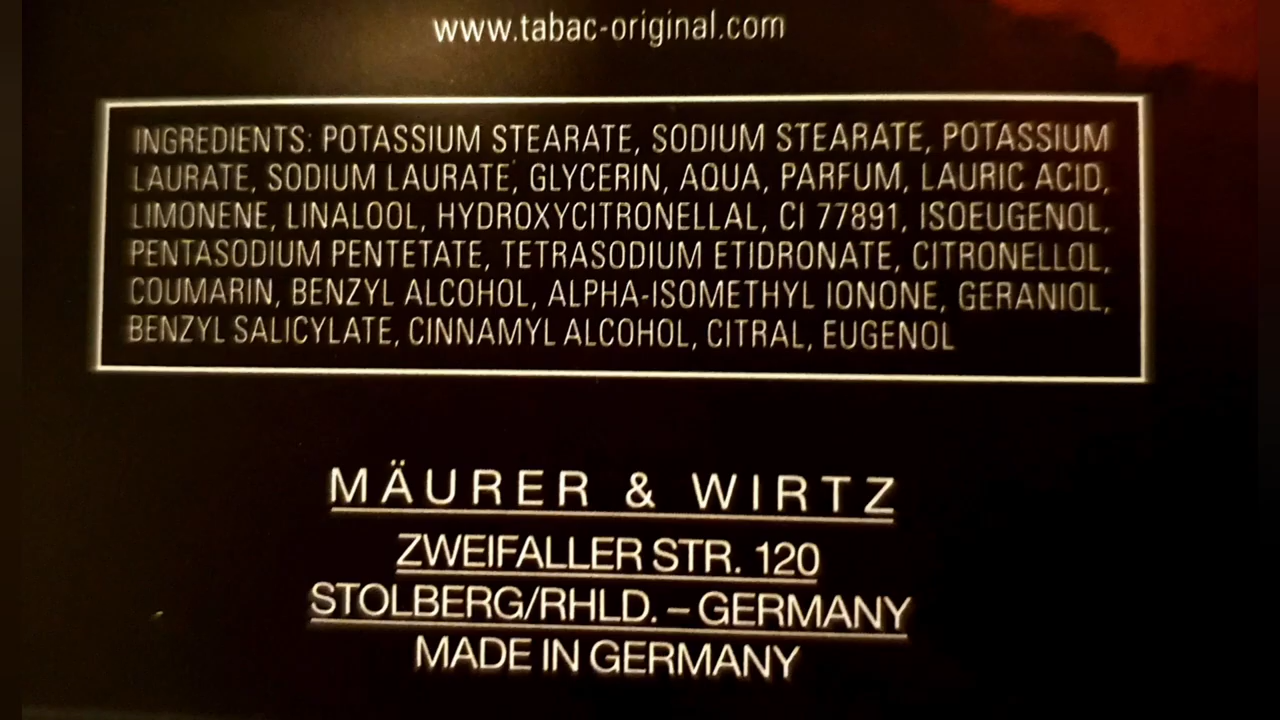 www.tabac-original.com
INGREDIENTS: POTASSIUM STEARATE, SODIUM STEARATE, POTASSIUM
LAURATE, SODIUM LAURATE, GLYCERIN, AQUA, PARFUM, LAURIC ACID,
LIMONENE, LINALOOL, HYDROXYCITRONELLAL, CI 77891, ISOEUGENOL,
PENTASODIUM PENTETATE, TETRASODIUM ETIDRONATE, CITRONELLOL,
COUMARIN, BENZYL ALCOHOL, ALPHA-ISOMETHYL IONONE, GERANIOL,
BENZYL SALICYLATE, CINNAMYL ALCOHOL, CITRAL, EUGENOL
MÄURER & WIRTZ
ZWEIFALLER STR. 120
STOLBERG/RHLD. – GERMANY
MADE IN GERMANY